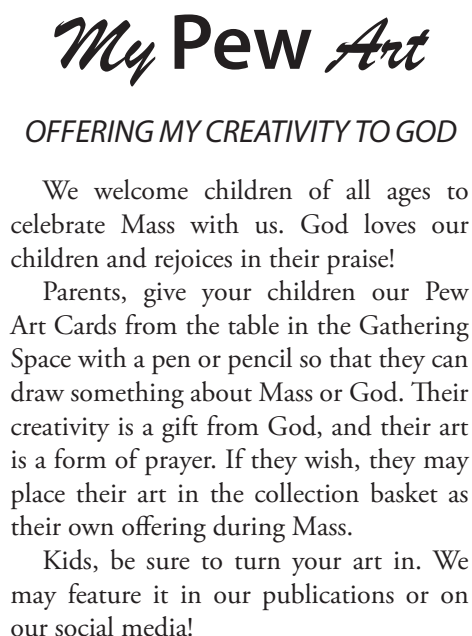 My Pew Art
OFFERING MY CREATIVITY TO GOD
We welcome children of all ages to
celebrate Mass with us. God loves our
children and rejoices in their praise!
Parents, give your children our Pew
Art Cards from the table in the Gathering
Space with a pen or pencil so that they can
draw something about Mass or God. Their
creativity is a gift from God, and their art
is a form of prayer. If they wish, they may
place their art in the collection basket as
their own offering during Mass.
Kids, be sure to turn your art in. We
may feature it in our publications or on
our social media!